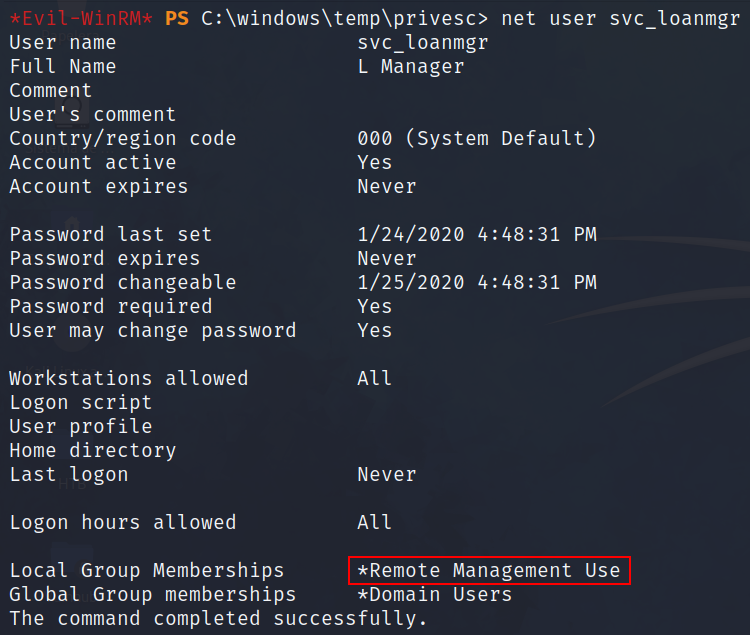 *Evil-WinRM* PS C:\windows\temp\privesc> net user svc_loanmgr
User name svc_loanmgr
Full Name L Manager
Comment
User's comment
Country/region code 000 (System Default)
Account active Yes
Account expires Never
Password last set 1/24/2020 4:48:31 PM
Password expires Never
Password changeable 1/25/2020 4:48:31 PM
Password required Yes
User may change password Yes
Workstations allowed All
Logon script
User profile
Home directory
Last logon Never
Logon hours allowed All
Local Group Memberships *Remote Management Use
Global Group memberships *Domain Users
The command completed successfully.